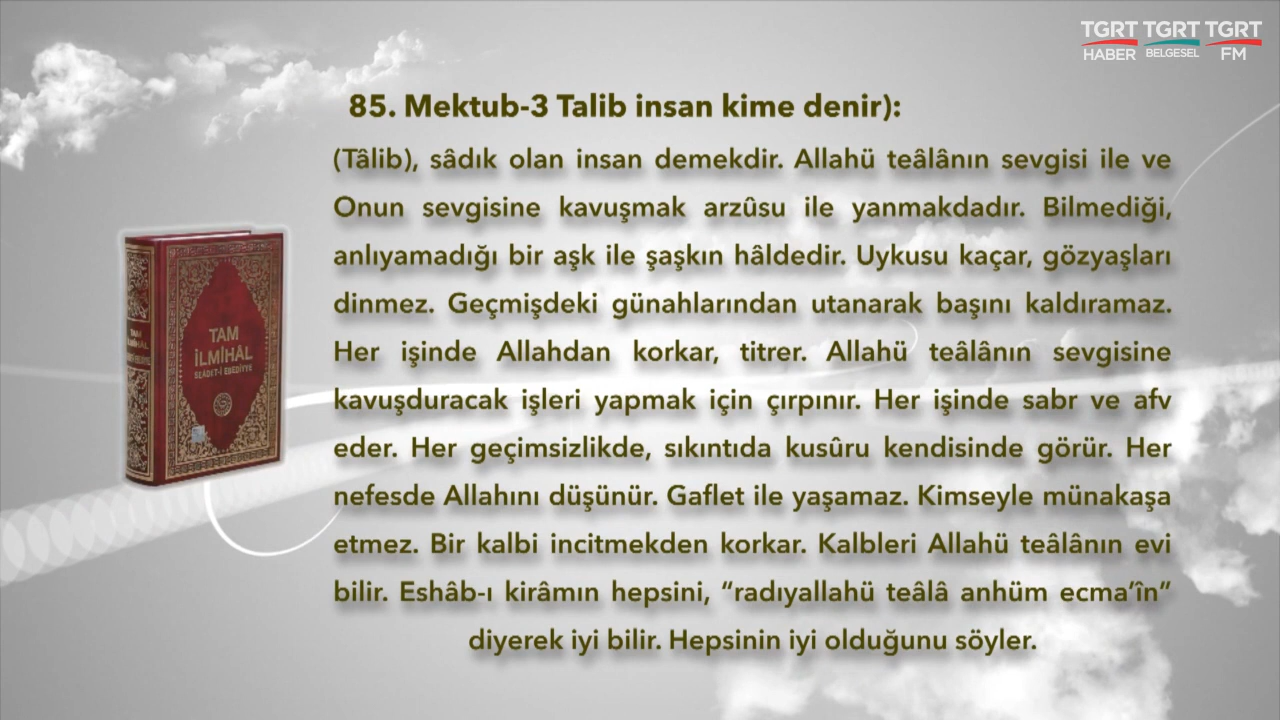 TGRT TGRT TGRT
HABER BELGESEL FM
85. Mektub-3 Talib insan kime denir):
(Tâlib), sâdık olan insan demekdir. Allahü teâlânın sevgisi ile ve
Onun sevgisine kavuşmak arzûsu ile yanmakdadır. Bilmediği,
anlıyamadığı bir aşk ile şaşkın hâldedir. Uykusu kaçar, gözyaşları
dinmez. Geçmişdeki günahlarından utanarak başını kaldıramaz.
Her işinde Allahdan korkar, titrer. Allahü teâlânın sevgisine
kavuşduracak işleri yapmak için çırpınır. Her işinde sabr ve afv
eder. Her geçimsizlikde, sıkıntıda kusûru kendisinde görür. Her
nefesde Allahını düşünür. Gaflet ile yaşamaz. Kimseyle münakaşa
etmez. Bir kalbi incitmekden korkar. Kalbleri Allahü teâlânın evi
bilir. Eshâb-ı kirâmın hepsini, “radıyallahü teâlâ anhüm ecma’în”
diyerek iyi bilir. Hepsinin iyi olduğunu söyler.
TAM
İLMİHÂL
SEÂDET-İ EBEDİYYE
TAM
İLMİHÂL